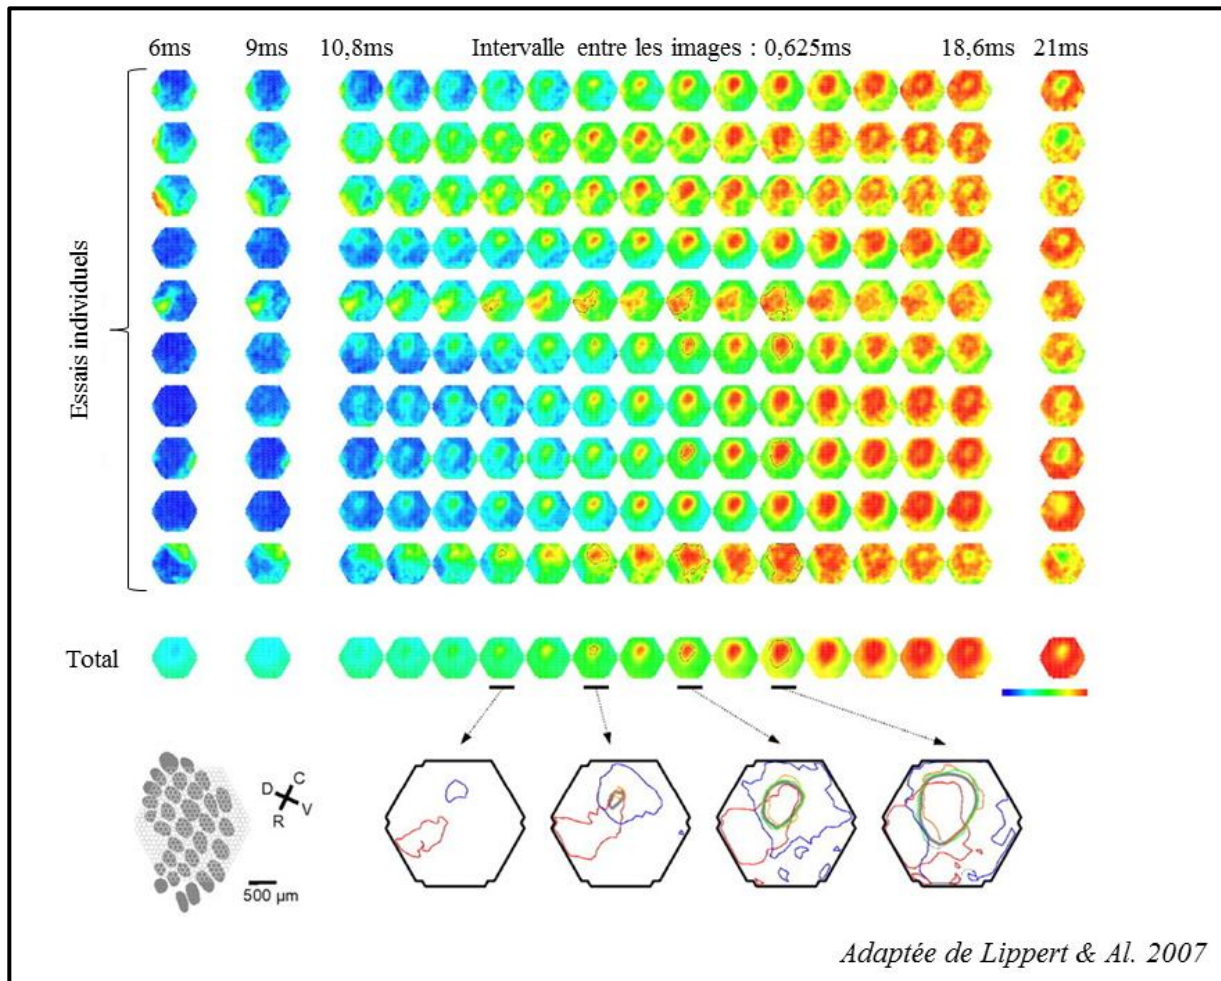 6ms 9ms 10,8ms Intervalle entre les images : 0,625ms 18,6ms 21ms
Essais individuels
Total
D C
R V
500 µm
Adaptée de Lippert & Al. 2007